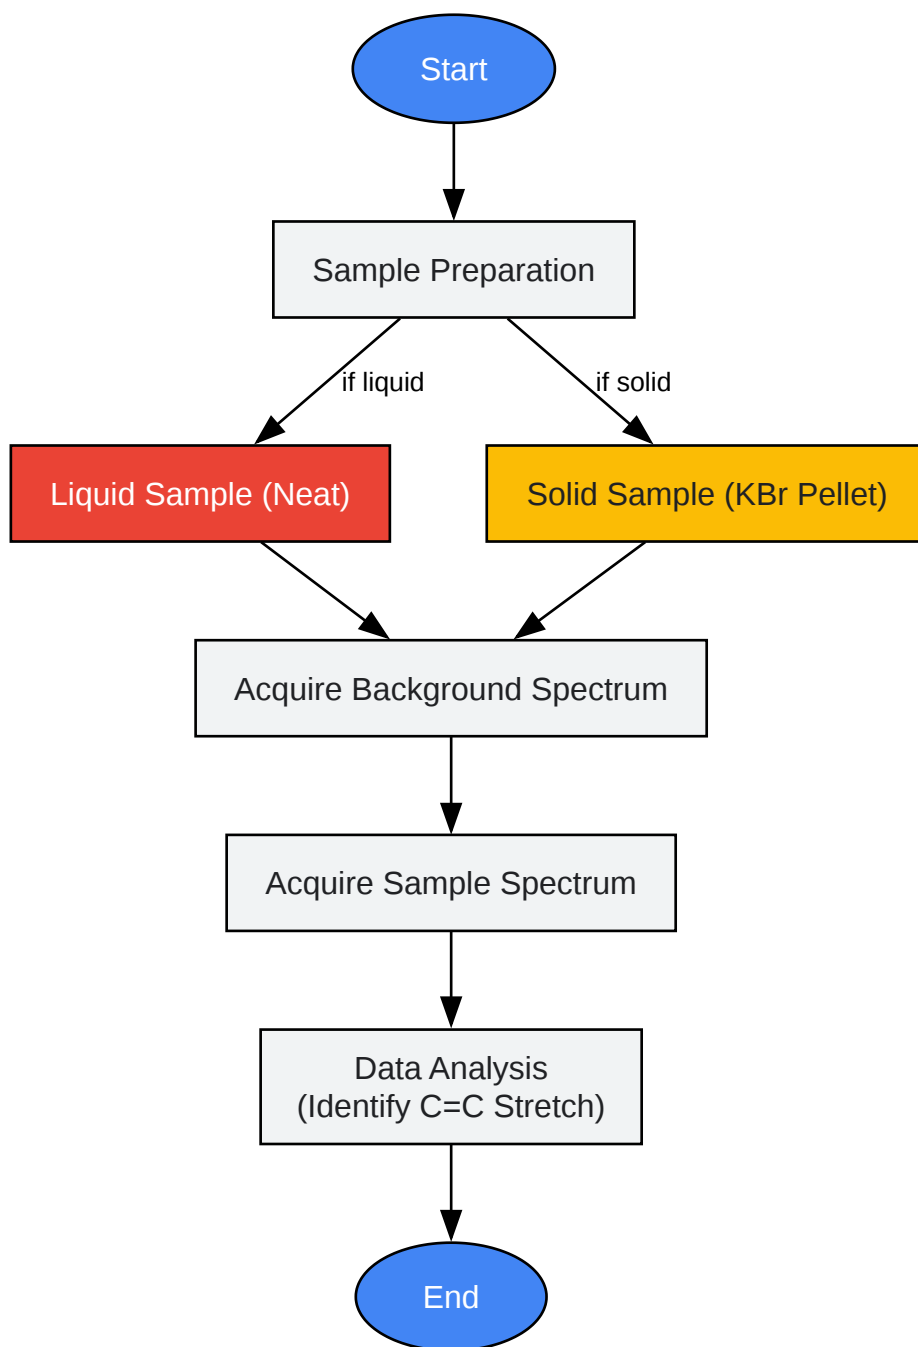 Start
Sample Preparation
if liquid
if solid
Liquid Sample (Neat)
Solid Sample (KBr Pellet)
Acquire Background Spectrum
Acquire Sample Spectrum
Data Analysis
(Identify C=C Stretch)
End